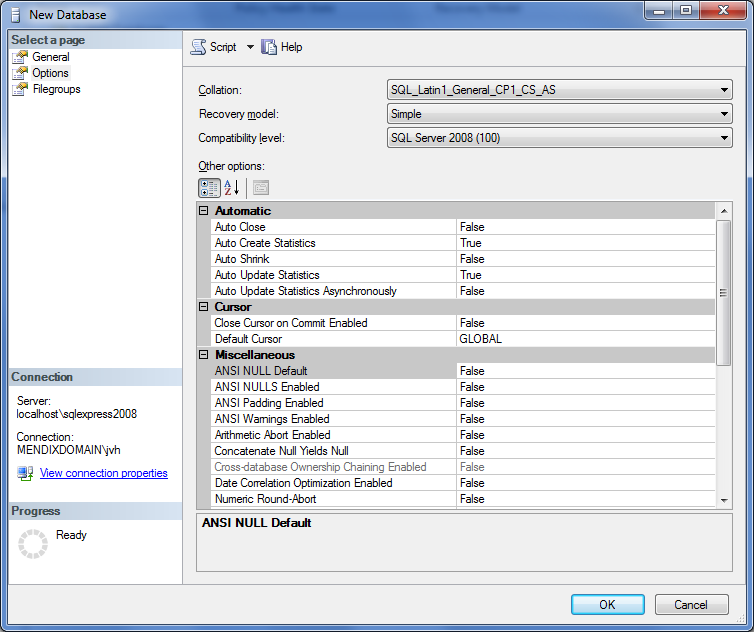 New Database
Select a page
General
Options
Filegroups
Script
Help
Collation:
SQL_Latin1_General_CP1_CS_AS
Recovery model:
Simple
Compatibility level:
SQL Server 2008 (100)
Other options:
Automatic
Auto Close False
Auto Create Statistics True
Auto Shrink False
Auto Update Statistics True
Auto Update Statistics Asynchronously False
Cursor
Close Cursor on Commit Enabled False
Default Cursor GLOBAL
Miscellaneous
ANSI NULL Default False
ANSI NULLS Enabled False
ANSI Padding Enabled False
ANSI Warnings Enabled False
Arithmetic Abort Enabled False
Concatenate Null Yields Null False
Cross-database Ownership Chaining Enabled False
Date Correlation Optimization Enabled False
Numeric Round-Abort False
ANSI NULL Default
Connection
Server:
localhost\sqlexpress2008
Connection:
MENDIXDOMAIN\jvh
View connection properties
Progress
Ready
OK
Cancel